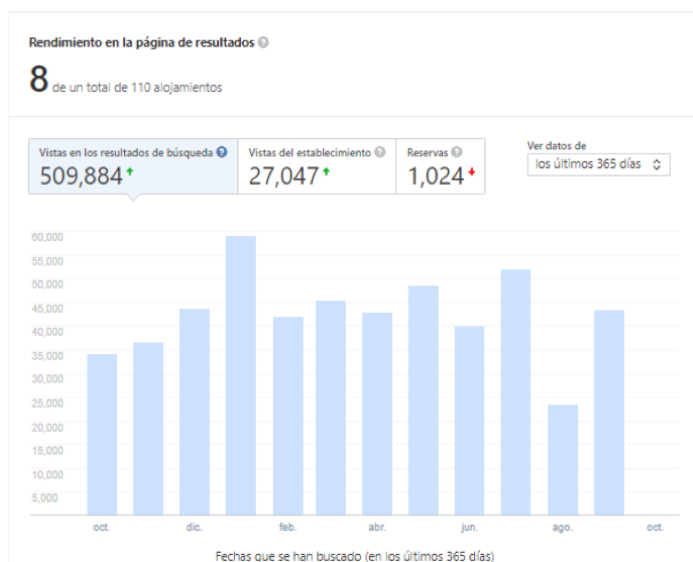 Rendimiento en la página de resultados
8 de un total de 110 alojamientos
Vistas en los resultados de búsqueda
509,884
Vistas del establecimiento
27,047
Reservas
1,024
Ver datos de
los últimos 365 días
60,000
55,000
50,000
45,000
40,000
35,000
30,000
25,000
20,000
15,000
10,000
5,000
oct. dic. feb. abr. jun. ago. oct.
Fechas que se han buscado (en los últimos 365 días)